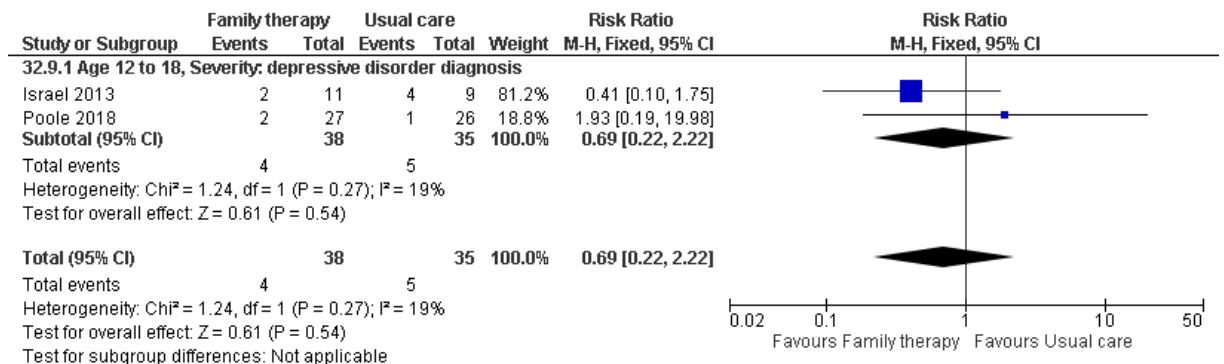 Family therapy Usual care Risk Ratio Risk Ratio
Study or Subgroup Events Total Events Total Weight M-H, Fixed, 95% CI M-H, Fixed, 95% CI
32.9.1 Age 12 to 18, Severity: depressive disorder diagnosis
Israel 2013 2 11 4 9 81.2% 0.41 [0.10, 1.75]
Poole 2018 2 27 1 26 18.8% 1.93 [0.19, 19.98]
Subtotal (95% CI) 38 35 100.0% 0.69 [0.22, 2.22]
Total events 4 5
Heterogeneity: Chi² = 1.24, df = 1 (P = 0.27); I² = 19%
Test for overall effect: Z = 0.61 (P = 0.54)
Total (95% CI) 38 35 100.0% 0.69 [0.22, 2.22]
Total events 4 5
Heterogeneity: Chi² = 1.24, df = 1 (P = 0.27); I² = 19%
Test for overall effect: Z = 0.61 (P = 0.54)
Test for subgroup differences: Not applicable
0.02 0.1 1 10 50
Favours Family therapy Favours Usual care